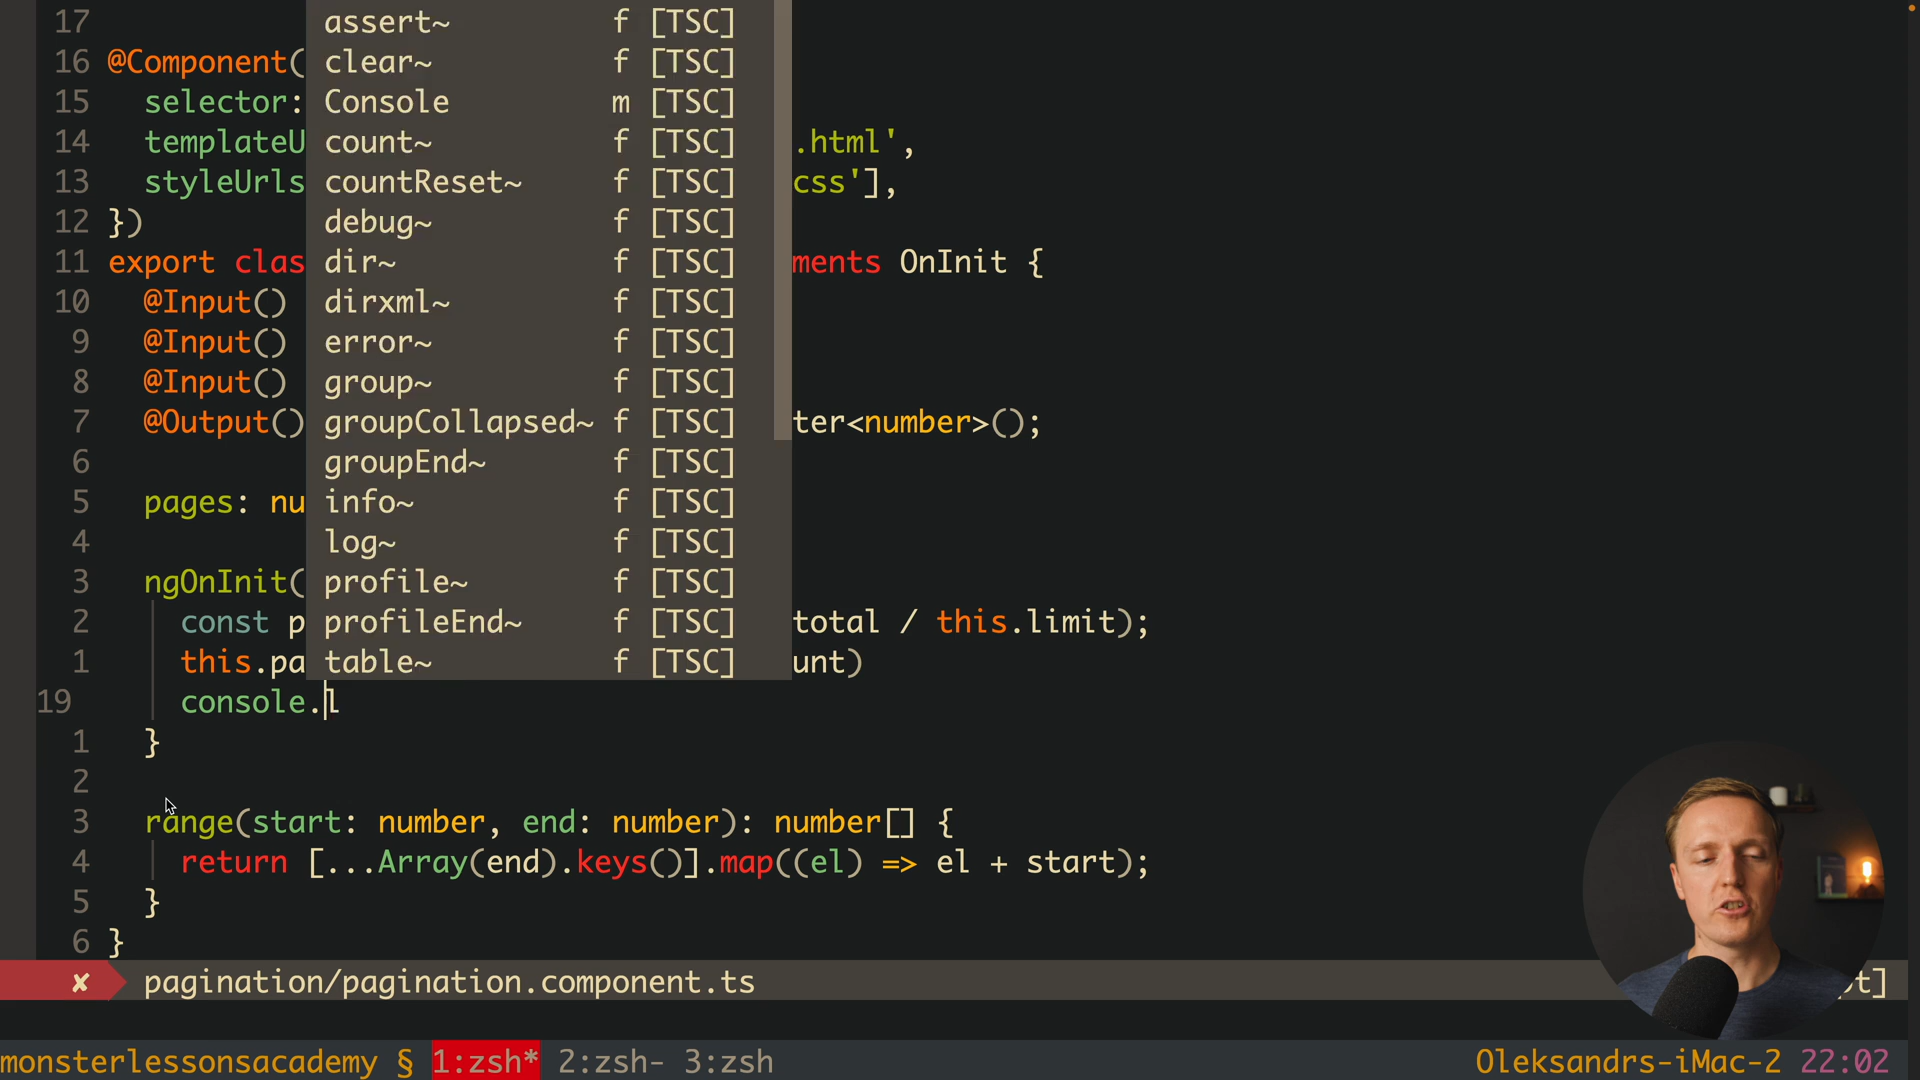 17 assert~ f [TSC]
16 @Component( clear~ f [TSC]
15 selector: Console m [TSC]
14 templateU count~ f [TSC] .html',
13 styleUrls countReset~ f [TSC] css'],
12 }) debug~ f [TSC]
11 export clas dir~ f [TSC] ments OnInit {
10 @Input() dirxml~ f [TSC]
9 @Input() error~ f [TSC]
8 @Input() group~ f [TSC]
7 @Output() groupCollapsed~ f [TSC] ter<number>();
6 groupEnd~ f [TSC]
5 pages: nu info~ f [TSC]
4 log~ f [TSC]
3 ngOnInit( profile~ f [TSC]
2 const p profileEnd~ f [TSC] total / this.limit);
1 this.pa table~ f [TSC] unt)
19 console.l
1 }
2
3 range(start: number, end: number): number[] {
4 return [...Array(end).keys()].map((el) => el + start);
5 }
6 }
✘ pagination/pagination.component.ts pt]
monsterlessonsacademy § 1:zsh* 2:zsh- 3:zsh Oleksandrs-iMac-2 22:02